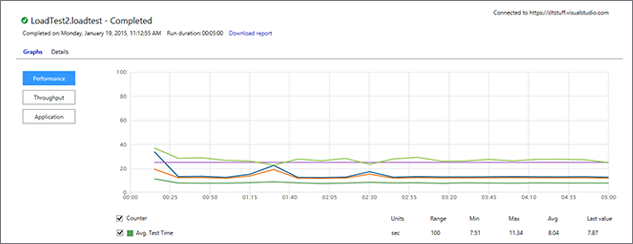 Connected to https://dltstuff.visualstudio.com
LoadTest2.loadtest - Completed
Completed on: Monday, January 19, 2015, 11:12:55 AM Run duration: 00:05:00 Download report
Graphs Details
Performance
Throughput
Application
100
80
60
40
20
0
00:00 00:25 00:50 01:15 01:40 02:05 02:30 02:55 03:20 03:45 04:10 04:35 05:00
Counter Units Range Min Max Avg Last value
Avg. Test Time sec 100 7.51 11.34 8.04 7.87